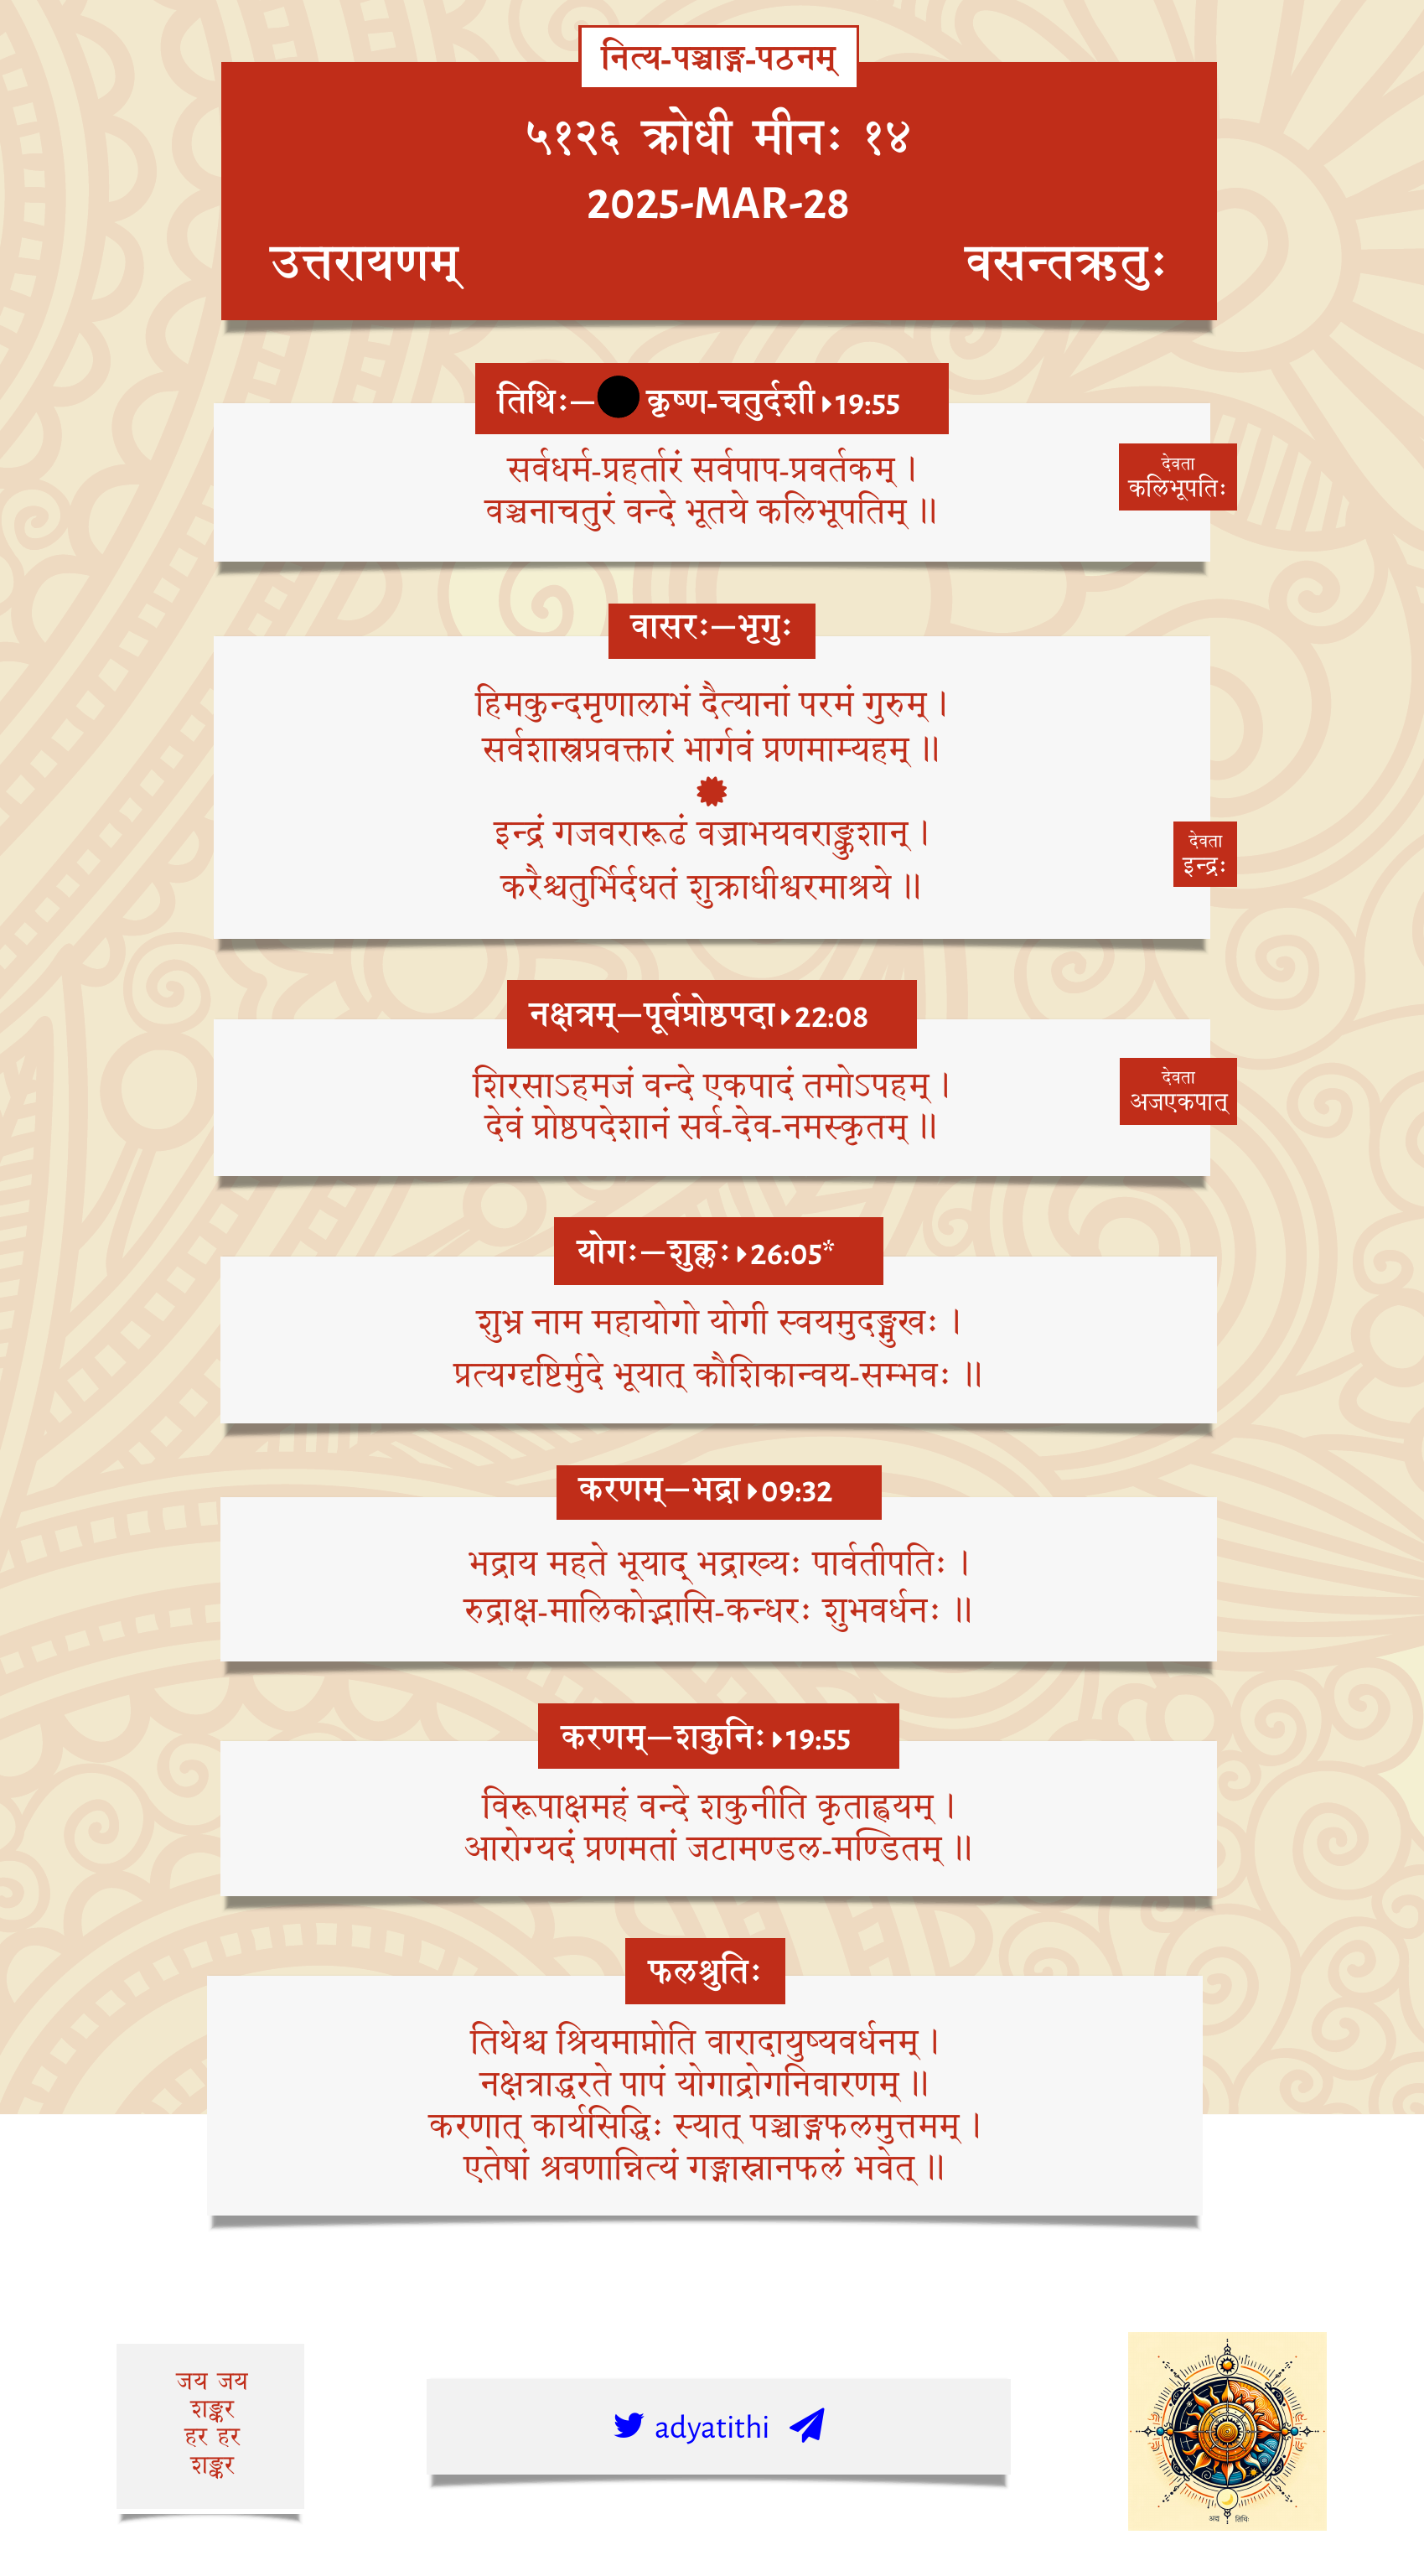 नित्य-पञ्चाङ्ग-पठनम्
५१२६ क्रोधी मीनः १४
2025-MAR-28
उत्तरायणम् वसन्तऋतुः
तिथिः—कृष्ण-चतुर्दशी 19:55
सर्वधर्म-प्रहर्तारं सर्वपाप-प्रवर्तकम् ।
वञ्चनाचतुरं वन्दे भूतये कलिभूपतिम् ॥
देवता
कलिभूपतिः
वासरः—भृगुः
हिमकुन्दमृणालाभं दैत्यानां परमं गुरुम् ।
सर्वशास्त्रप्रवक्तारं भार्गवं प्रणमाम्यहम् ॥
इन्द्रं गजवरारूढं वज्राभयवराङ्कुशान् ।
करैश्चतुर्भिर्दधतं शुक्राधीश्वरमाश्रये ॥
देवता
इन्द्रः
नक्षत्रम्—पूर्वप्रोष्ठपदा 22:08
शिरसाऽहमजं वन्दे एकपादं तमोऽपहम् ।
देवं प्रोष्ठपदेशानं सर्व-देव-नमस्कृतम् ॥
देवता
अजएकपात्
योगः—शुक्लः 26:05*
शुभ्र नाम महायोगो योगी स्वयमुदङ्मुखः ।
प्रत्यग्दृष्टिर्मुदे भूयात् कौशिकान्वय-सम्भवः ॥
करणम्—भद्रा 09:32
भद्राय महते भूयाद् भद्राख्यः पार्वतीपतिः ।
रुद्राक्ष-मालिकोद्भासि-कन्धरः शुभवर्धनः ॥
करणम्—शकुनिः 19:55
विरूपाक्षमहं वन्दे शकुनीति कृताह्वयम् ।
आरोग्यदं प्रणमतां जटामण्डल-मण्डितम् ॥
फलश्रुतिः
तिथेश्च श्रियमाप्नोति वारादायुष्यवर्धनम् ।
नक्षत्राद्धरते पापं योगाद्रोगनिवारणम् ॥
करणात् कार्यसिद्धिः स्यात् पञ्चाङ्गफलमुत्तमम् ।
एतेषां श्रवणान्नित्यं गङ्गास्नानफलं भवेत् ॥
जय जय
शङ्कर
हर हर
शङ्कर
adyatithi
अद्य तिथिः